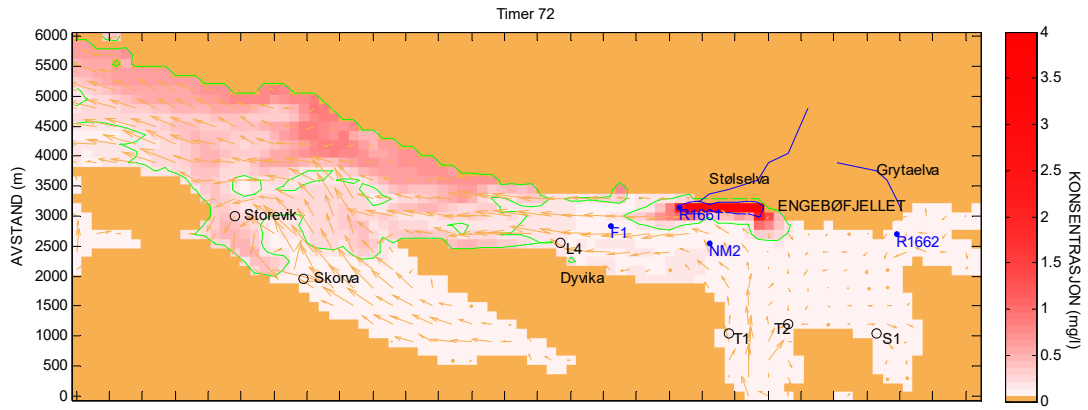 Timer 72
6000
5500
5000
4500
4000
3500
3000
2500
2000
1500
1000
500
0
AVSTAND (m)
Stølselva
Grytaelva
ENGEBØFJELLET
R1661
R1662
F1
NM2
L4
Dyvika
Storevik
Skorva
T1
T2
S1
4
3.5
3
2.5
2
1.5
1
0.5
0
KONSENTRASJON (mg/l)